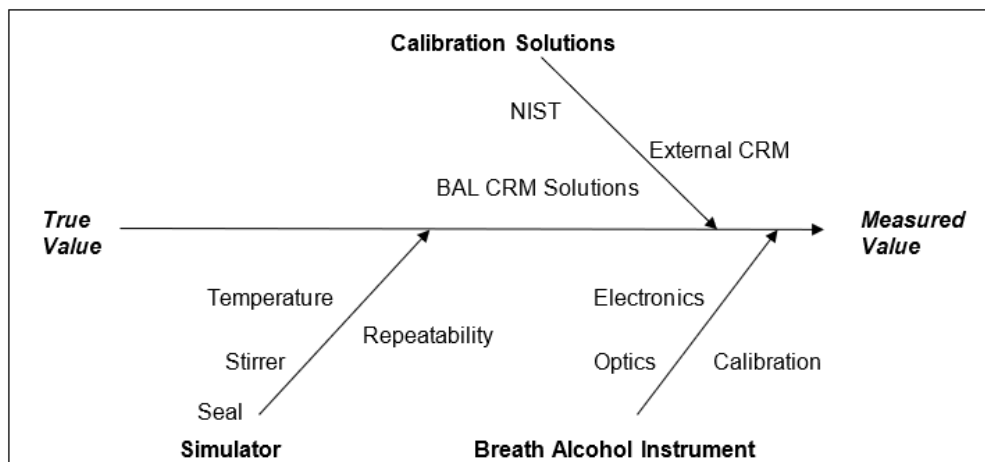 Calibration Solutions
NIST
External CRM
BAL CRM Solutions
True
Value
Measured
Value
Temperature
Electronics
Repeatability
Stirrer
Optics
Calibration
Seal
Simulator
Breath Alcohol Instrument